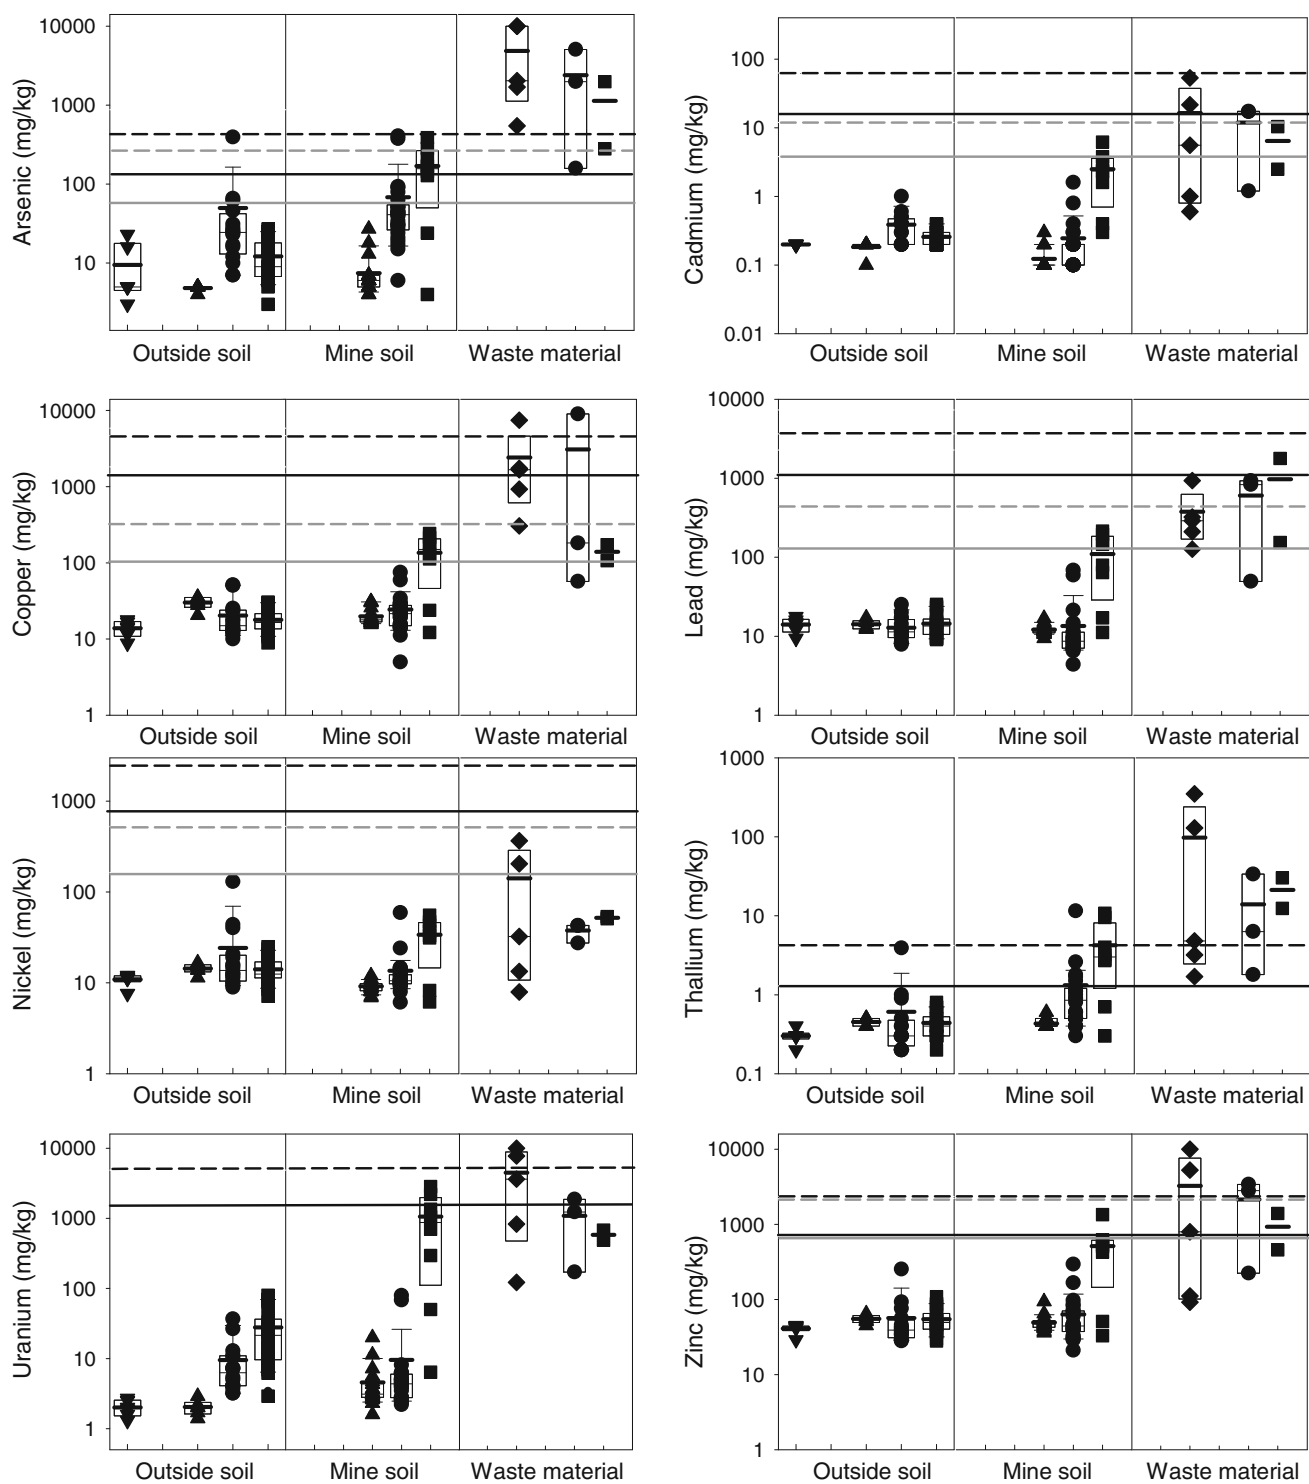 Arsenic (mg/kg)
10000
1000
100
10
Outside soil
Mine soil
Waste material
Cadmium (mg/kg)
100
10
1
0.1
0.01
Outside soil
Mine soil
Waste material
Copper (mg/kg)
10000
1000
100
10
1
Outside soil
Mine soil
Waste material
Lead (mg/kg)
10000
1000
100
10
1
Outside soil
Mine soil
Waste material
Nickel (mg/kg)
1000
100
10
1
Outside soil
Mine soil
Waste material
Thallium (mg/kg)
1000
100
10
1
0.1
Outside soil
Mine soil
Waste material
Uranium (mg/kg)
10000
1000
100
10
1
Outside soil
Mine soil
Waste material
Zinc (mg/kg)
10000
1000
100
10
1
Outside soil
Mine soil
Waste material